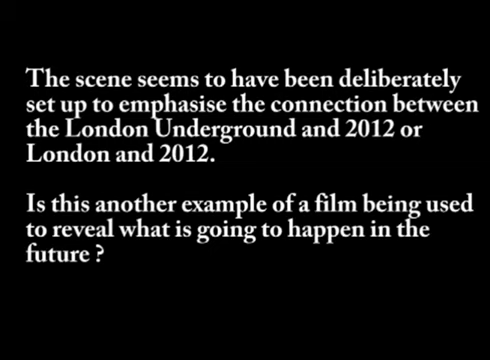 The scene seems to have been deliberately
set up to emphasise the connection between
the London Underground and 2012 or
London and 2012.
Is this another example of a film being used
to reveal what is going to happen in the
future ?